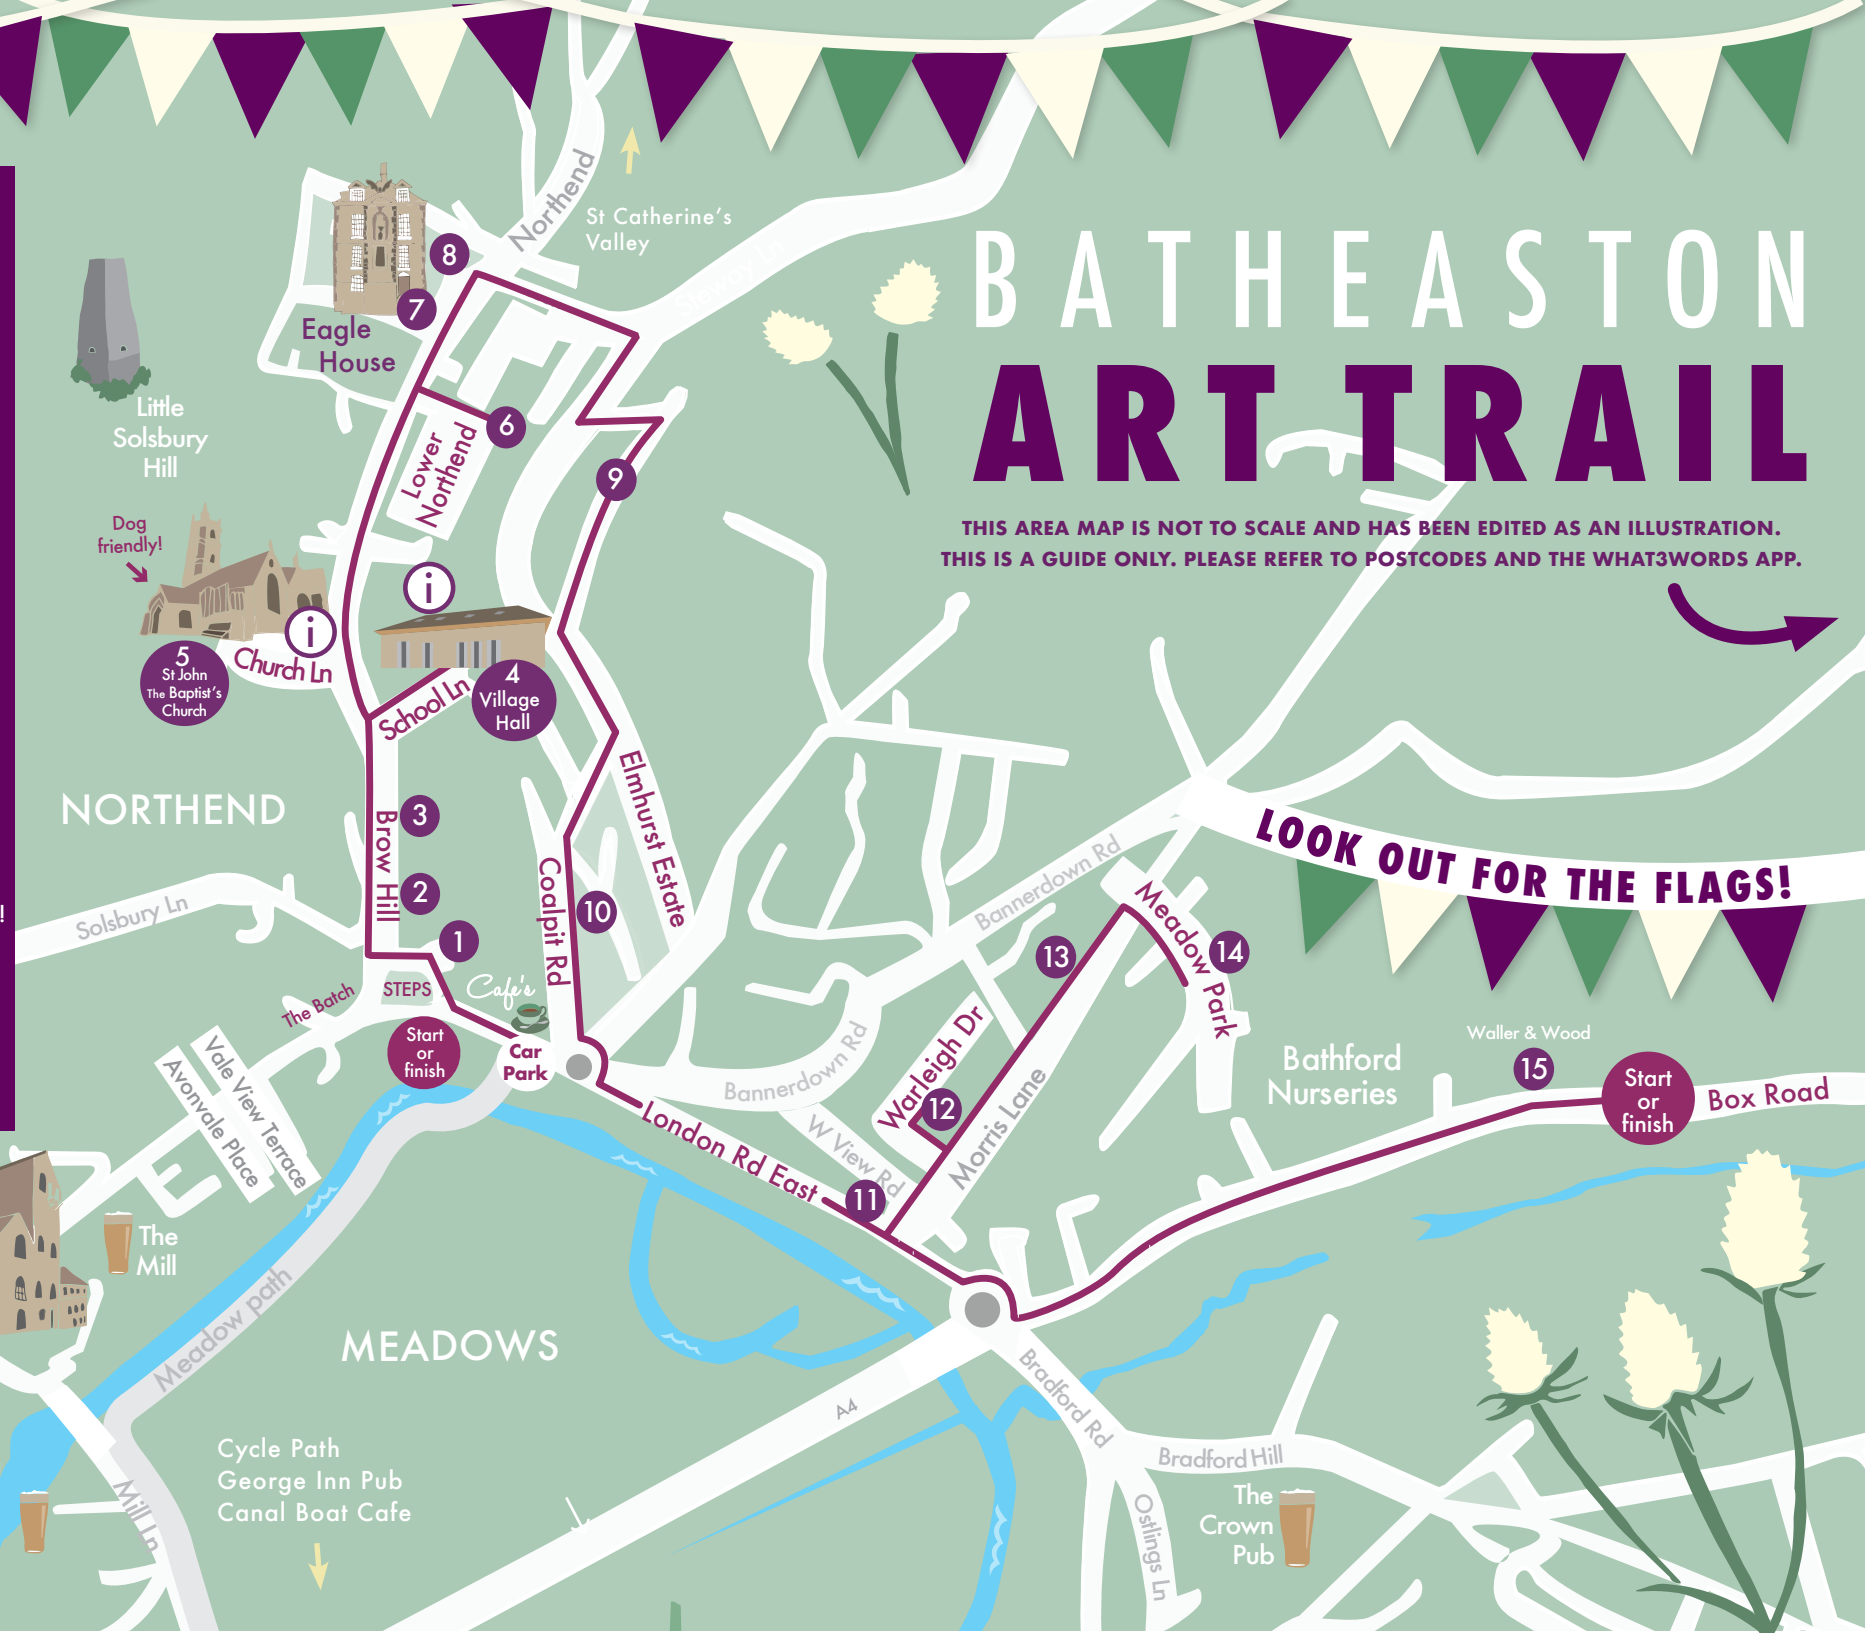 Northend
St Catherine's
Valley
Steway Ln
BATHEASTON
ART TRAIL
THIS AREA MAP IS NOT TO SCALE AND HAS BEEN EDITED AS AN ILLUSTRATION.
THIS IS A GUIDE ONLY. PLEASE REFER TO POSTCODES AND THE WHAT3WORDS APP.
8
7
Eagle
House
Little
Solsbury
Hill
6
Lower
Northend
9
Dog
friendly!
i
i
5
St John
The Baptist's
Church
Church Ln
School Ln
4
Village
Hall
NORTHEND
Elmhurst Estate
3
Brow Hill
2
Coalpit Rd
10
1
!
Solsbury Ln
Bannerdown Rd
LOOK OUT FOR THE FLAGS!
Meadow Park
13
14
STEPS
Cafe's
The Batch
Start
or
finish
Car
Park
Vale View Terrace
Avonvale Place
Bannerdown Rd
Warleigh Dr
12
Morris Lane
W View Rd
London Rd East
11
Bathford
Nurseries
Waller & Wood
15
Start
or
finish
Box Road
The
Mill
Meadow path
MEADOWS
A4
Bradford Rd
Bradford Hill
The
Crown
Pub
Ostlings Ln
Cycle Path
George Inn Pub
Canal Boat Cafe
Mill Ln